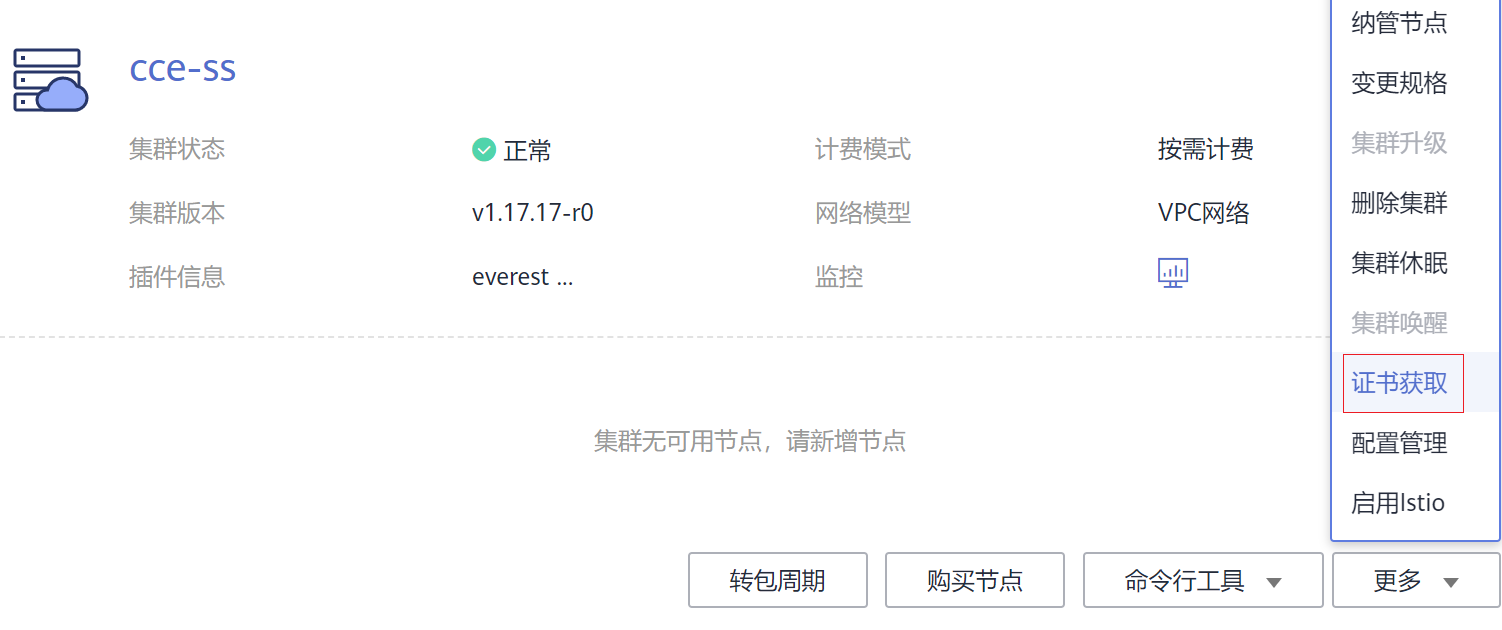 cce-ss
集群状态 正常 计费模式 按需计费
集群版本 v1.17.17-r0 网络模型 VPC网络
插件信息 everest ... 监控
集群无可用节点，请新增节点
转包周期 购买节点 命令行工具 更多
纳管节点
变更规格
集群升级
删除集群
集群休眠
集群唤醒
证书获取
配置管理
启用Istio